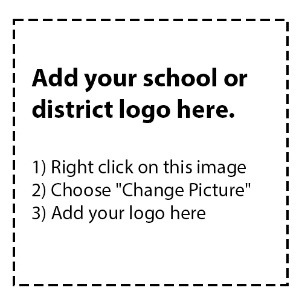 Add your school or
district logo here.
1) Right click on this image
2) Choose "Change Picture"
3) Add your logo here